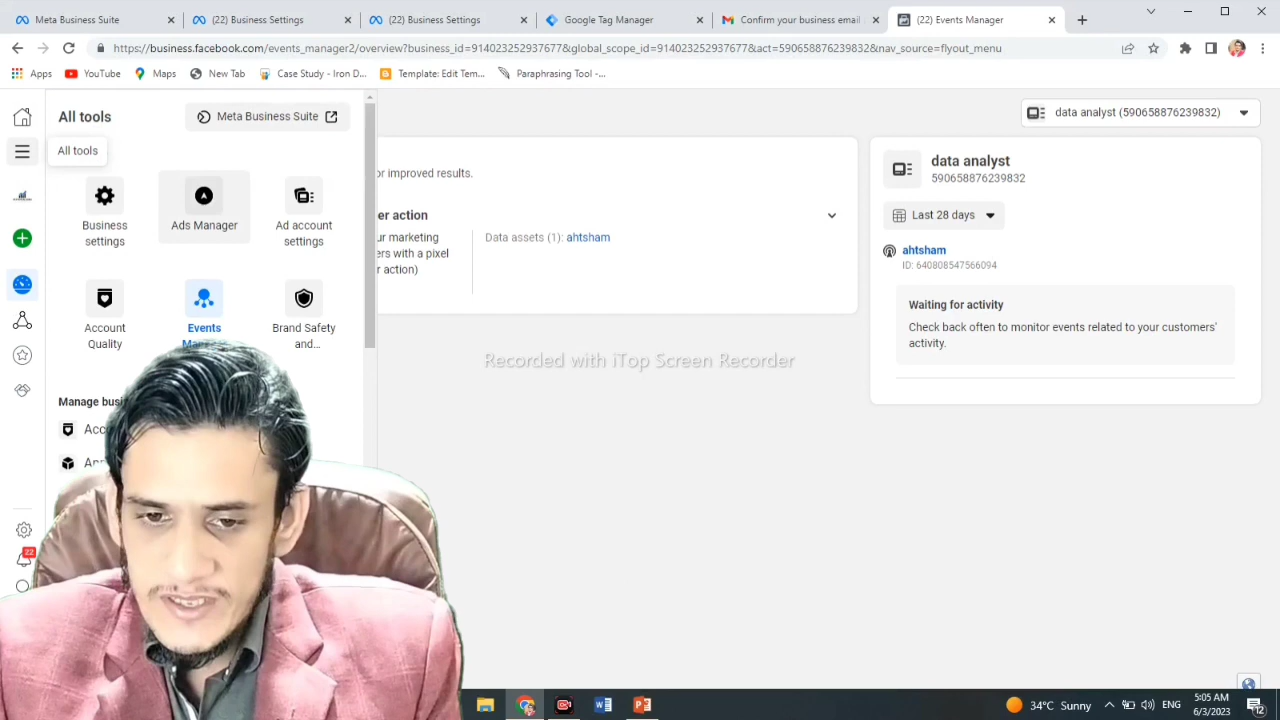 Meta Business Suite
(22) Business Settings
(22) Business Settings
Google Tag Manager
Confirm your business email
(22) Events Manager
https://business.facebook.com/events_manager2/overview?business_id=914023252937677&global_scope_id=914023252937677&act=590658876239832&nav_source=flyout_menu
Apps
YouTube
Maps
New Tab
Case Study - Iron D...
Template: Edit Tem...
Paraphrasing Tool -...
All tools
Meta Business Suite
data analyst (590658876239832)
All tools
or improved results.
data analyst
590658876239832
Business
settings
Ads Manager
Ad account
settings
er action
Last 28 days
ur marketing
ers with a pixel
r action)
Data assets (1): ahtsham
ahtsham
ID: 640808547566094
Account
Quality
Events
Brand Safety
and...
Waiting for activity
Check back often to monitor events related to your customers'
activity.
Recorded with iTop Screen Recorder
Manage busi
Acc
22
34°C Sunny
ENG
5:05 AM
6/3/2023
12